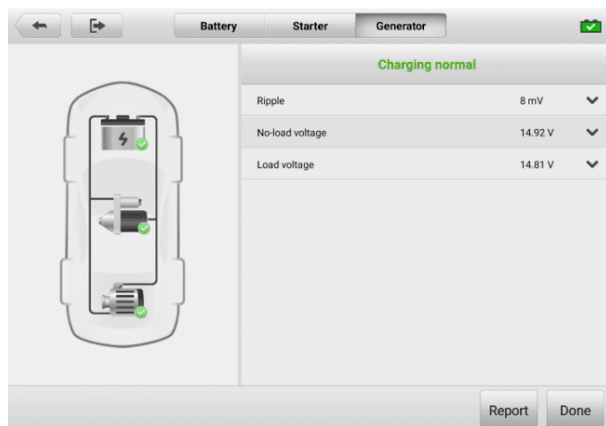 Battery Starter Generator
Charging normal
Ripple 8 mV
No-load voltage 14.92 V
Load voltage 14.81 V
Report Done